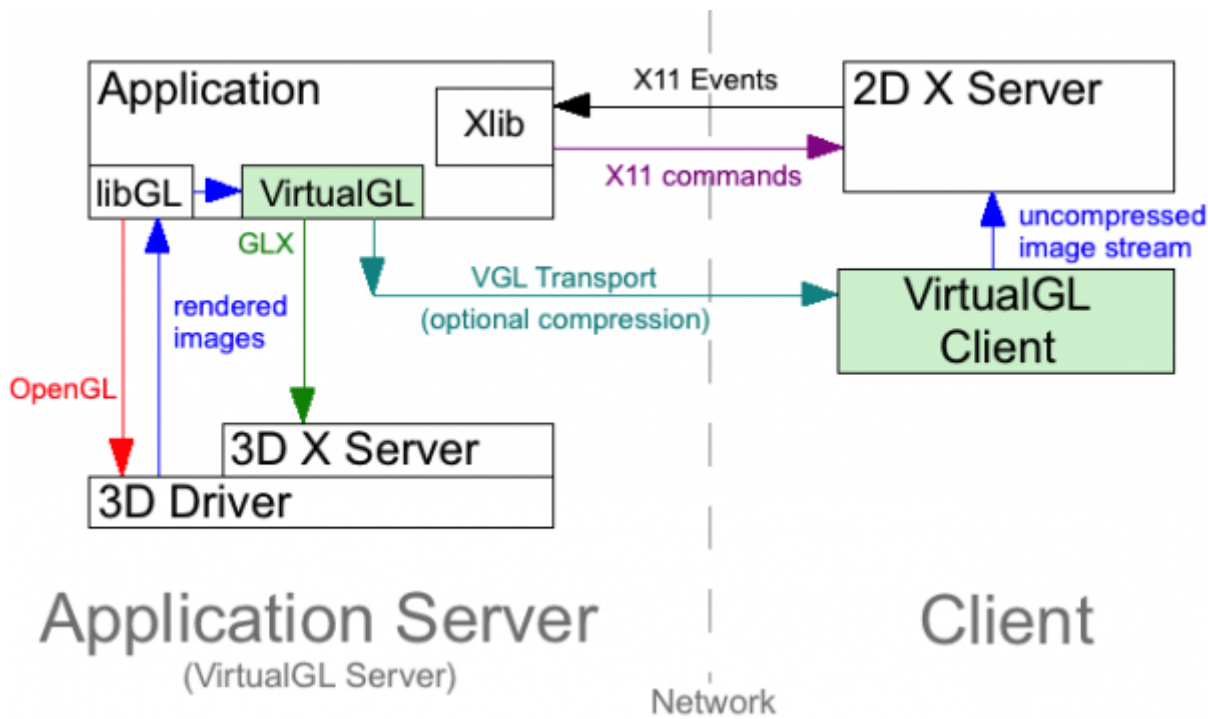 Application
Xlib
libGL
VirtualGL
X11 Events
X11 commands
2D X Server
uncompressed
image stream
GLX
VGL Transport
(optional compression)
VirtualGL
Client
rendered
images
OpenGL
3D X Server
3D Driver
Application Server
(VirtualGL Server)
Network
Client